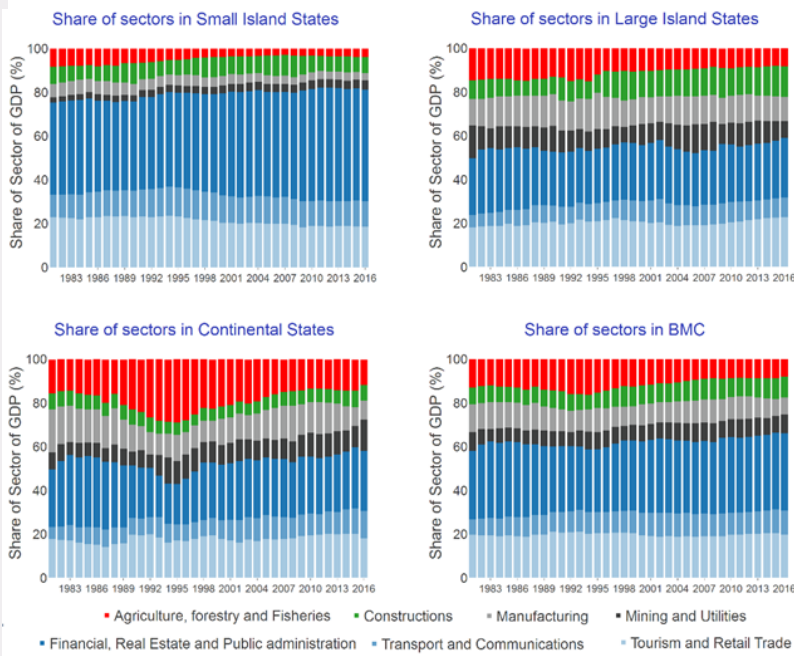 Share of sectors in Small Island States
Share of Sector of GDP (%)
100
80
60
40
20
0
1983 1986 1989 1992 1995 1998 2001 2004 2007 2010 2013 2016
Share of sectors in Large Island States
Share of Sector of GDP (%)
100
80
60
40
20
0
1983 1986 1989 1992 1995 1998 2001 2004 2007 2010 2013 2016
Share of sectors in Continental States
Share of Sector of GDP (%)
100
80
60
40
20
0
1983 1986 1989 1992 1995 1998 2001 2004 2007 2010 2013 2016
Share of sectors in BMC
Share of Sector of GDP (%)
100
80
60
40
20
0
1983 1986 1989 1992 1995 1998 2001 2004 2007 2010 2013 2016
Agriculture, forestry and Fisheries Constructions Manufacturing Mining and Utilities
Financial, Real Estate and Public administration Transport and Communications Tourism and Retail Trade